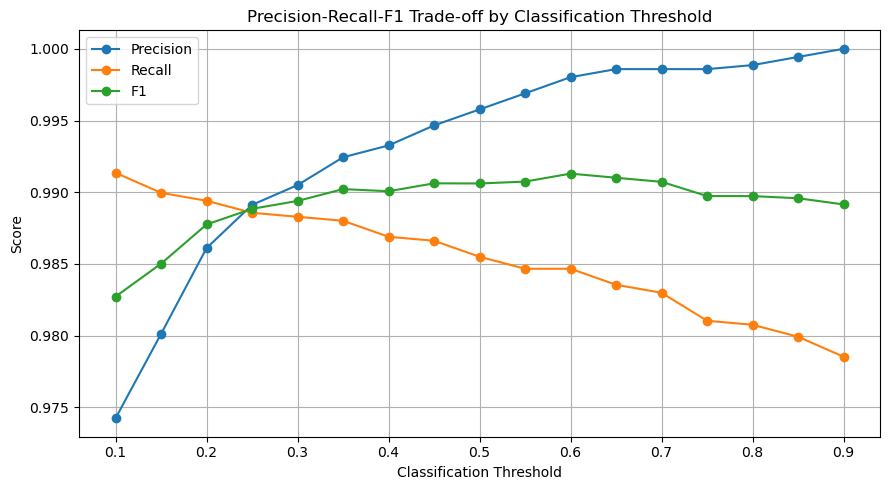 Precision-Recall-F1 Trade-off by Classification Threshold
Precision
Recall
F1
Score
1.000
0.995
0.990
0.985
0.980
0.975
0.1 0.2 0.3 0.4 0.5 0.6 0.7 0.8 0.9
Classification Threshold